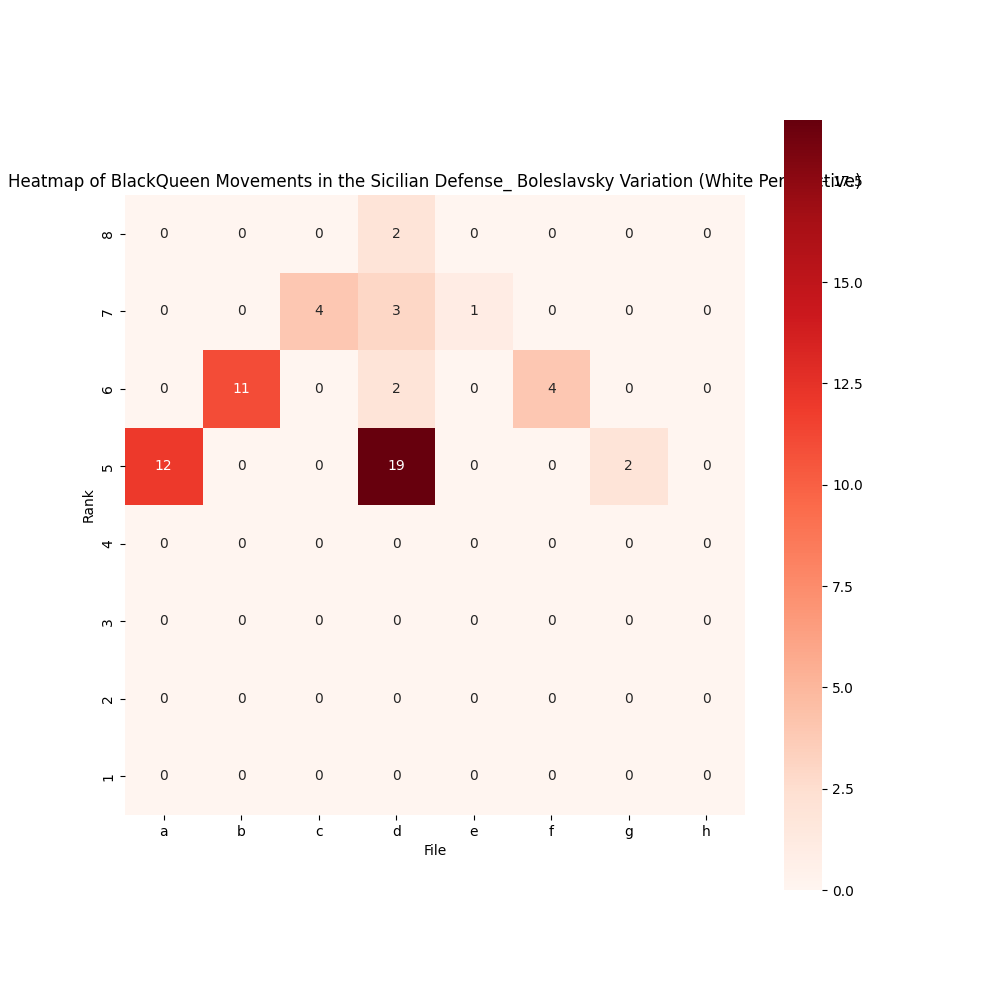 Heatmap of BlackQueen Movements in the Sicilian Defense_ Boleslavsky Variation (White
17.5
8 0 0 0 2 0 0 0 0
7 0 0 4 3 1 0 0 0
15.0
6 0 11 0 2 0 4 0 0
12.5
5 12 0 0 19 0 0 2 0
10.0
Rank
4 0 0 0 0 0 0 0 0
7.5
3 0 0 0 0 0 0 0 0
5.0
2 0 0 0 0 0 0 0 0
1 0 0 0 0 0 0 0 0
2.5
a b c d e f g h
File
0.0